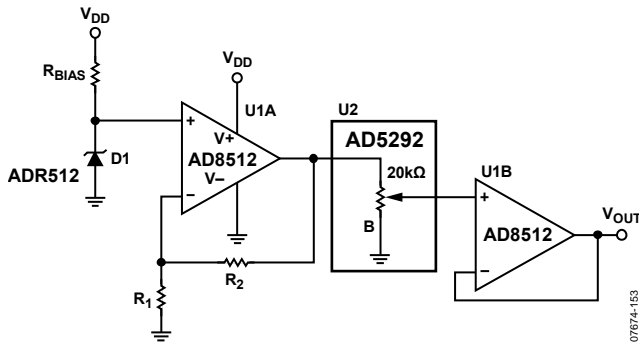 VDD
RBIAS
ADR512
D1
VDD
U1A
+
V+
AD8512
V–
–
R2
R1
U2
AD5292
20kΩ
B
U1B
+
AD8512
–
VOUT
07674-153